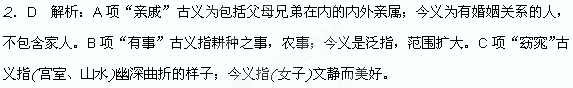 2．D　解析：A 项“亲戚”古义为包括父母兄弟在内的内外亲属；今义为有婚姻关系的人，
不包含家人。B 项“有事”古义指耕种之事，农事；今义是泛指，范围扩大。C 项“窈窕”古
义指(宫室、山水)幽深曲折的样子；今义指(女子)文静而美好。